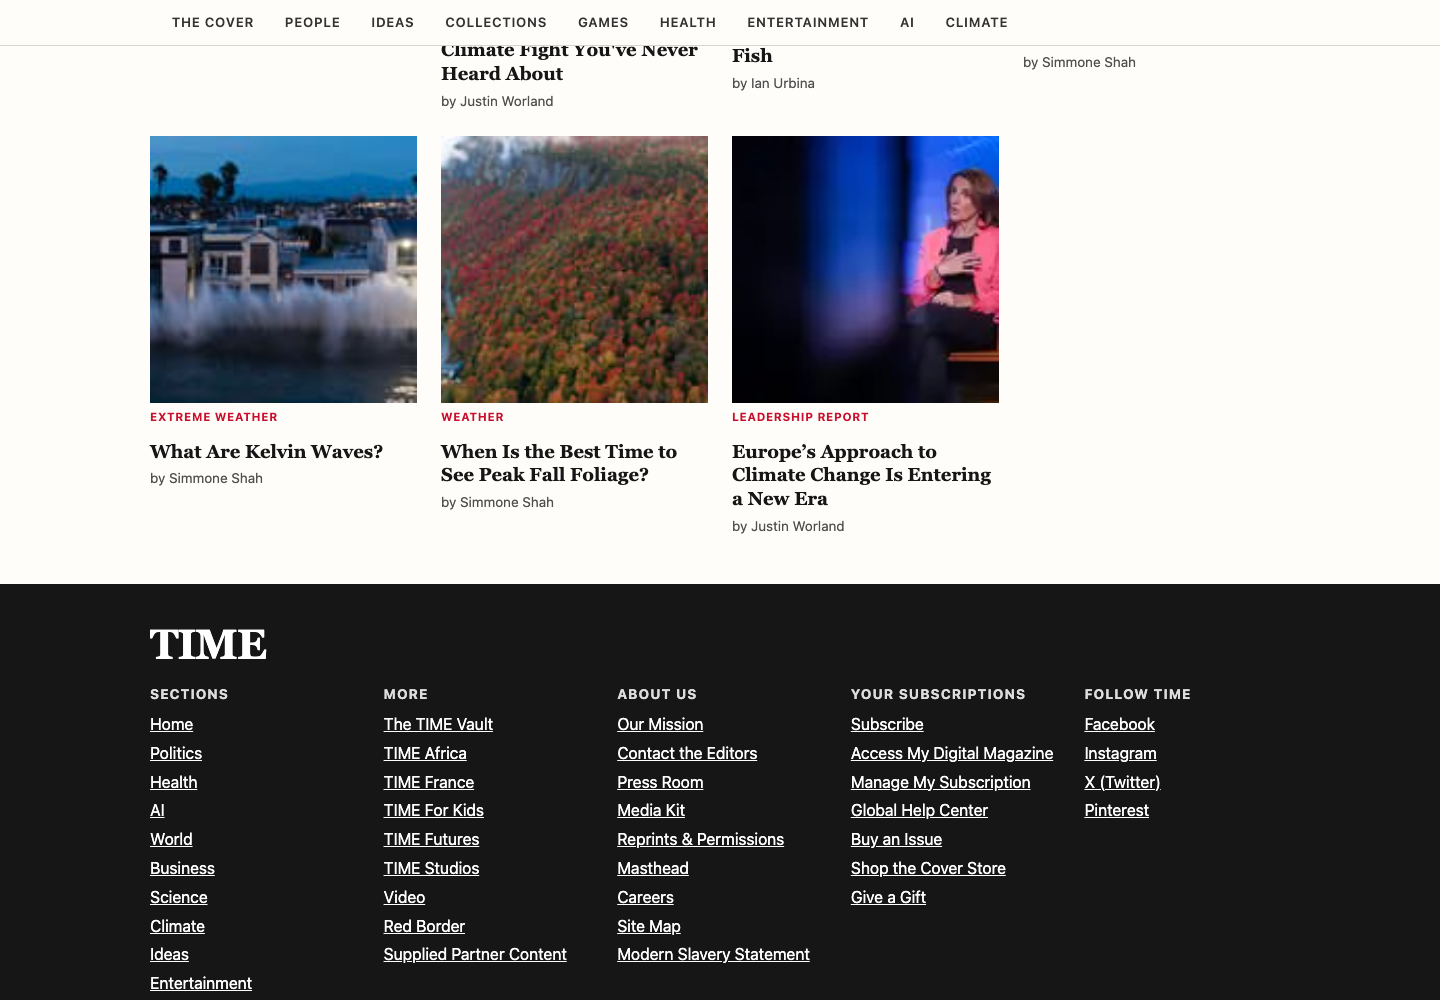 THE COVER PEOPLE IDEAS COLLECTIONS GAMES HEALTH ENTERTAINMENT AI CLIMATE
Climate Fight You've Never
Heard About
by Justin Worland
Fish
by Ian Urbina
by Simmone Shah
EXTREME WEATHER
What Are Kelvin Waves?
by Simmone Shah
WEATHER
When Is the Best Time to
See Peak Fall Foliage?
by Simmone Shah
LEADERSHIP REPORT
Europe’s Approach to
Climate Change Is Entering
a New Era
by Justin Worland
TIME
SECTIONS
Home
Politics
Health
AI
World
Business
Science
Climate
Ideas
Entertainment
MORE
The TIME Vault
TIME Africa
TIME France
TIME For Kids
TIME Futures
TIME Studios
Video
Red Border
Supplied Partner Content
ABOUT US
Our Mission
Contact the Editors
Press Room
Media Kit
Reprints & Permissions
Masthead
Careers
Site Map
Modern Slavery Statement
YOUR SUBSCRIPTIONS
Subscribe
Access My Digital Magazine
Manage My Subscription
Global Help Center
Buy an Issue
Shop the Cover Store
Give a Gift
FOLLOW TIME
Facebook
Instagram
X (Twitter)
Pinterest